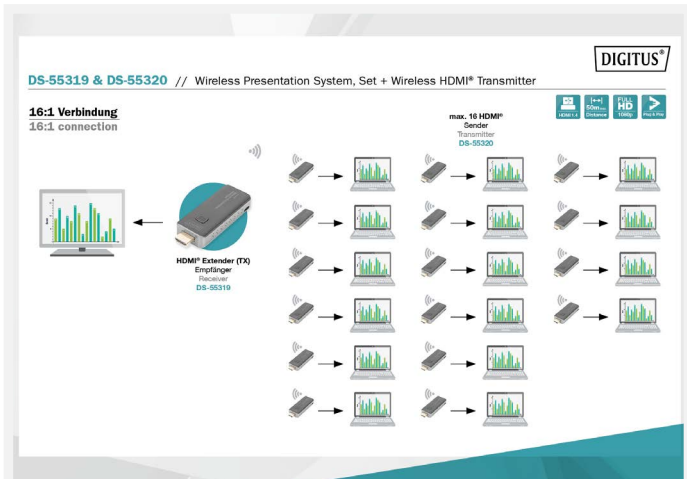 DIGITUS®
DS-55319 & DS-55320 // Wireless Presentation System, Set + Wireless HDMI® Transmitter
16:1 Verbindung
16:1 connection
HDMI 1.4
50m
Distance
FULL
HD
1080p
Plug & Play
max. 16 HDMI®
Sender
Transmitter
DS-55320
HDMI® Extender (TX)
Empfänger
Receiver
DS-55319